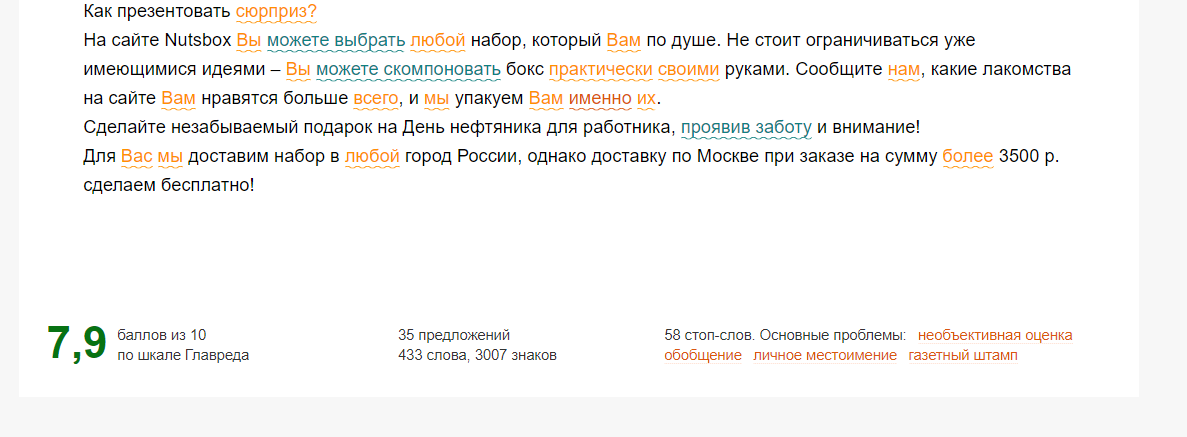 Как презентовать сюрприз?
На сайте Nutsbox Вы можете выбрать любой набор, который Вам по душе. Не стоит ограничиваться уже
имеющимися идеями – Вы можете скомпоновать бокс практически своими руками. Сообщите нам, какие лакомства
на сайте Вам нравятся больше всего, и мы упакуем Вам именно их.
Сделайте незабываемый подарок на День нефтяника для работника, проявив заботу и внимание!
Для Вас мы доставим набор в любой город России, однако доставку по Москве при заказе на сумму более 3500 р.
сделаем бесплатно!
7,9 баллов из 10
по шкале Главреда
35 предложений
433 слова, 3007 знаков
58 стоп-слов. Основные проблемы: необъективная оценка
обобщение личное местоимение газетный штамп